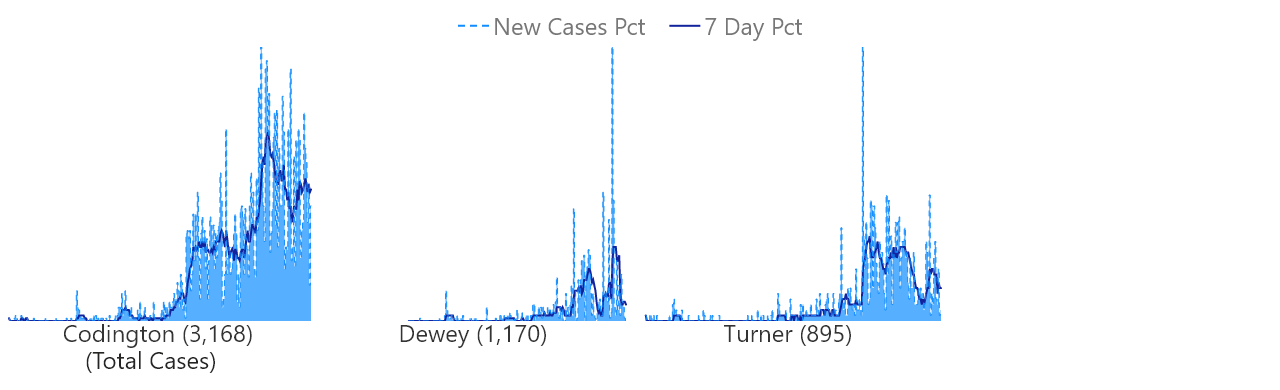 New Cases Pct 7 Day Pct
Codington (3,168) Dewey (1,170) Turner (895)
(Total Cases)